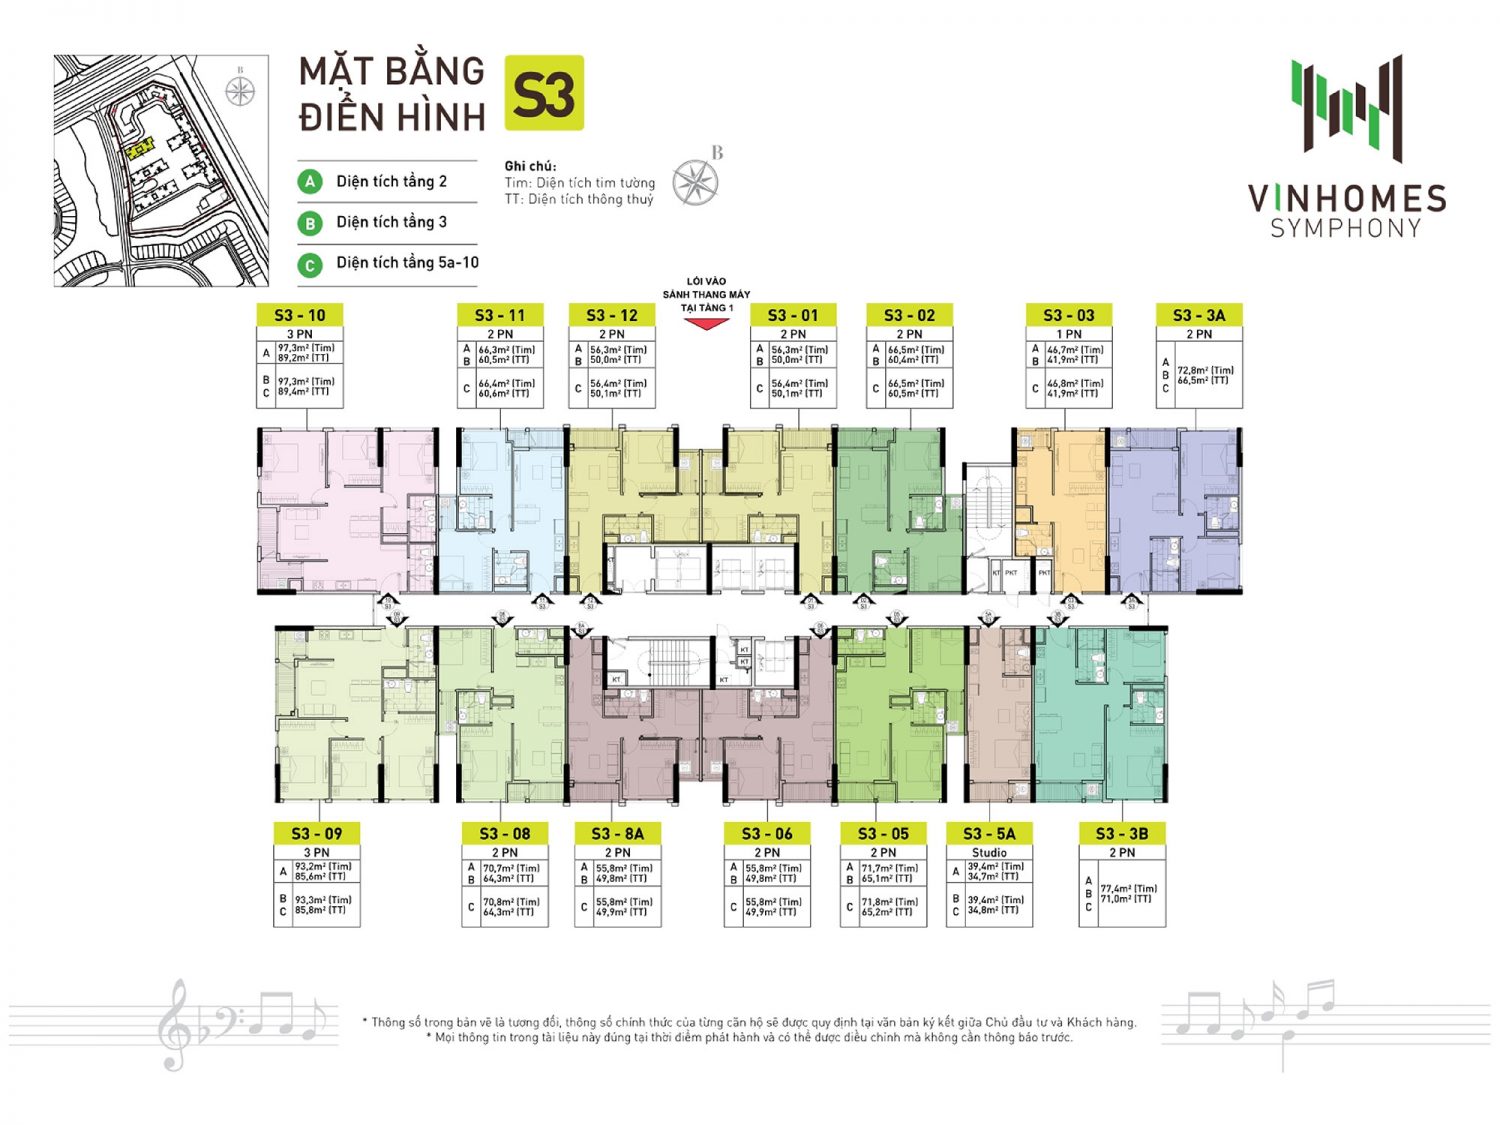 B
MẶT BẰNG
ĐIỂN HÌNH
S3
A Diện tích tầng 2
B Diện tích tầng 3
C Diện tích tầng 5a-10
Ghi chú:
Tim: Diện tích tim tường
TT: Diện tích thông thuỷ
B
VINHOMES
SYMPHONY
LỐI VÀO
SẢNH THANG MÁY
TẠI TẦNG 1
S3 - 10
3 PN
A 97,3m² (Tim)
89,2m² (TT)
B 97,3m² (Tim)
C 89,4m² (TT)
S3 - 11
2 PN
A 66,3m² (Tim)
B 60,5m² (TT)
C 66,4m² (Tim)
60,6m² (TT)
S3 - 12
2 PN
A 56,3m² (Tim)
B 50,0m² (TT)
C 56,4m² (Tim)
50,1m² (TT)
S3 - 01
2 PN
A 56,3m² (Tim)
B 50,0m² (TT)
C 56,4m² (Tim)
50,1m² (TT)
S3 - 02
2 PN
A 66,5m² (Tim)
B 60,4m² (TT)
C 66,5m² (Tim)
60,5m² (TT)
S3 - 03
1 PN
A 46,7m² (Tim)
B 41,9m² (TT)
C 46,8m² (Tim)
41,9m² (TT)
S3 - 3A
2 PN
A
B 72,8m² (Tim)
C 66,5m² (TT)
KT
KT
PKT
PKT
KT
KT
KT
KT
S3 - 09
3 PN
A 93,2m² (Tim)
85,6m² (TT)
B 93,3m² (Tim)
C 85,8m² (TT)
S3 - 08
2 PN
A 70,7m² (Tim)
B 64,3m² (TT)
C 70,8m² (Tim)
64,3m² (TT)
S3 - 8A
2 PN
A 55,8m² (Tim)
B 49,8m² (TT)
C 55,8m² (Tim)
49,9m² (TT)
S3 - 06
2 PN
A 55,8m² (Tim)
B 49,8m² (TT)
C 55,8m² (Tim)
49,9m² (TT)
S3 - 05
2 PN
A 71,7m² (Tim)
B 65,1m² (TT)
C 71,8m² (Tim)
65,2m² (TT)
S3 - 5A
Studio
A 39,4m² (Tim)
34,7m² (TT)
B 39,4m² (Tim)
C 34,8m² (TT)
S3 - 3B
2 PN
A
B 77,4m² (Tim)
C 71,0m² (TT)
* Thông số trong bản vẽ là tương đối, thông số chính thức của từng căn hộ sẽ được quy định tại văn bản ký kết giữa Chủ đầu tư và Khách hàng.
* Mọi thông tin trong tài liệu này đúng tại thời điểm phát hành và có thể được điều chỉnh mà không cần thông báo trước.